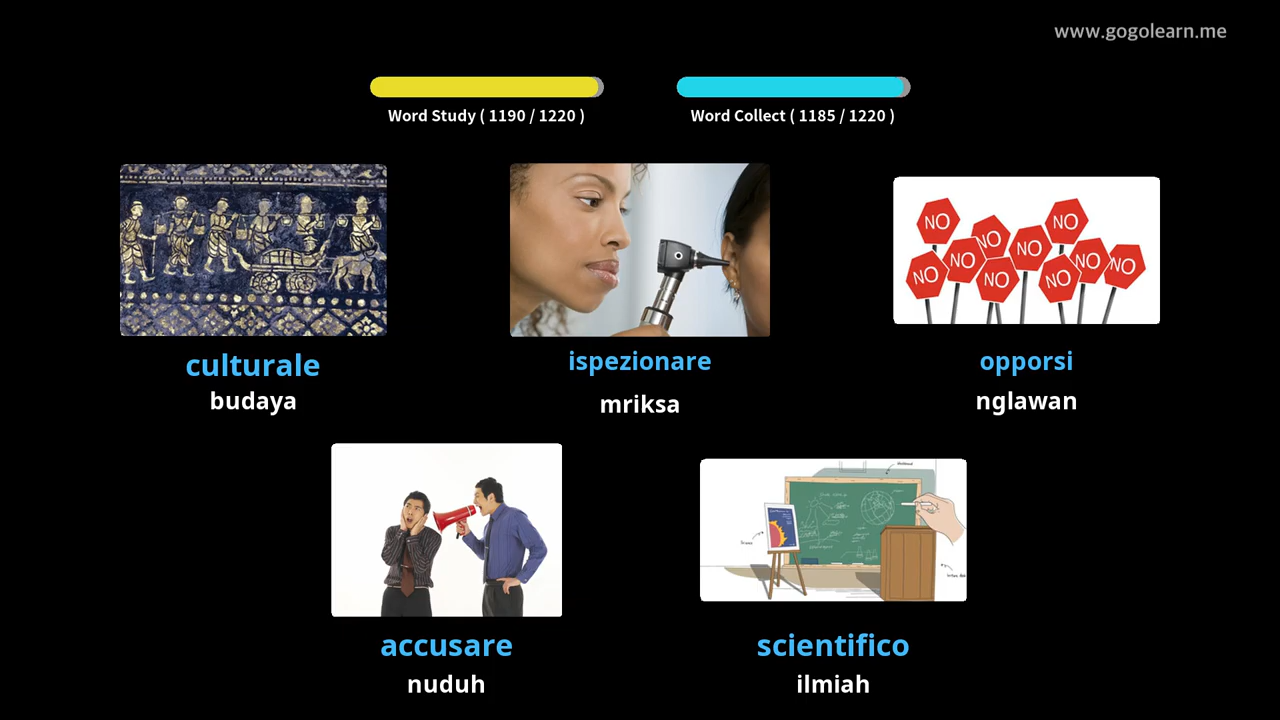 www.gogolearn.me
Word Study ( 1190 / 1220 )
Word Collect ( 1185 / 1220 )
NO
NO
NO
NO
NO
NO
NO
NO
NO
NO
culturale
budaya
ispezionare
mriksa
opporsi
nglawan
accusare
nuduh
scientifico
ilmiah